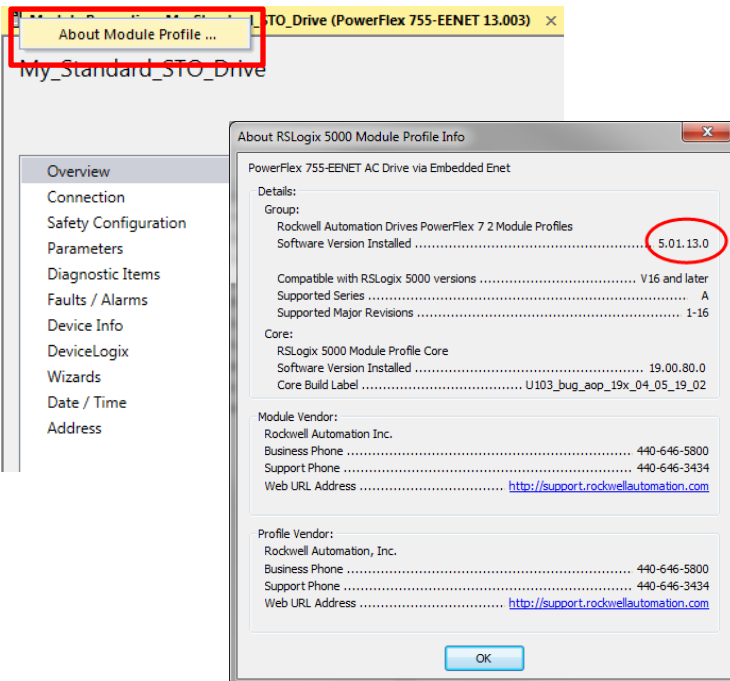 STO_Drive (PowerFlex 755-EENET 13.003) ×
About Module Profile ...
My_Standard_STO_Drive
Overview
Connection
Safety Configuration
Parameters
Diagnostic Items
Faults / Alarms
Device Info
DeviceLogix
Wizards
Date / Time
Address
About RSLogix 5000 Module Profile Info
PowerFlex 755-EENET AC Drive via Embedded Enet
Details:
Group:
Rockwell Automation Drives PowerFlex 7 2 Module Profiles
Software Version Installed ........................................................ 5.01.13.0
Compatible with RSLogix 5000 versions ..................................... V16 and later
Supported Series ........................................................................ A
Supported Major Revisions ............................................................ 1-16
Core:
RSLogix 5000 Module Profile Core
Software Version Installed .................................................... 19.00.80.0
Core Build Label ..................................... U103_bug_aop_19x_04_05_19_02
Module Vendor:
Rockwell Automation Inc.
Business Phone ................................................................ 440-646-5800
Support Phone .................................................................. 440-646-3434
Web URL Address ................................. http://support.rockwellautomation.com
Profile Vendor:
Rockwell Automation, Inc.
Business Phone ................................................................ 440-646-5800
Support Phone .................................................................. 440-646-3434
Web URL Address ................................. http://support.rockwellautomation.com
OK